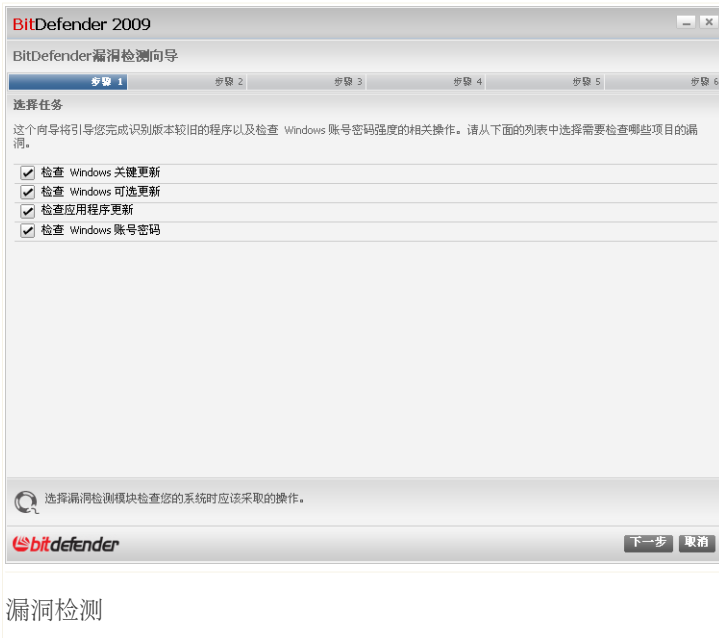 BitDefender 2009
BitDefender漏洞检测向导
步骤 1 步骤 2 步骤 3 步骤 4 步骤 5 步骤 6
选择任务
这个向导将引导您完成识别版本较旧的程序以及检查 Windows 账号密码强度的相关操作。请从下面的列表中选择需要检查哪些项目的漏
洞。
检查 Windows 关键更新
检查 Windows 可选更新
检查应用程序更新
检查 Windows 账号密码
选择漏洞检测模块检查您的系统时应该采取的操作。
bitdefender
下一步 取消
漏洞检测